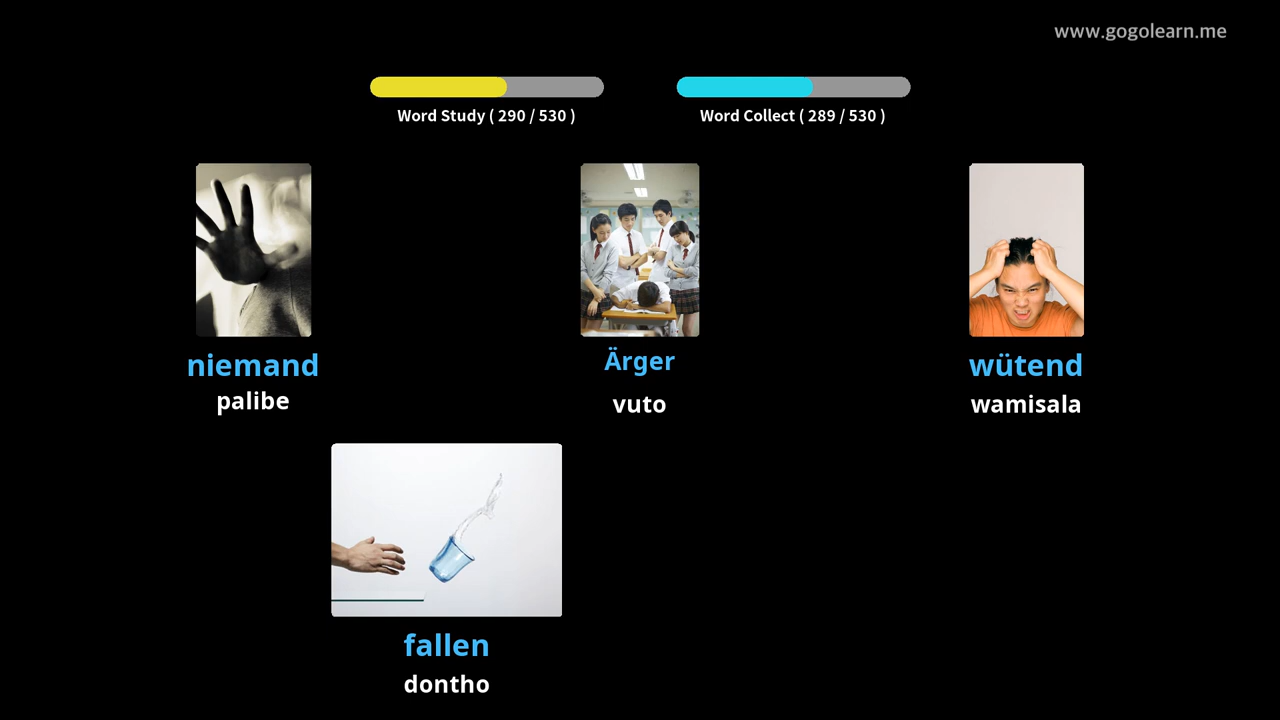 www.gogolearn.me
Word Study ( 290 / 530 )
Word Collect ( 289 / 530 )
niemand
palibe
Ärger
vuto
wütend
wamisala
fallen
dontho